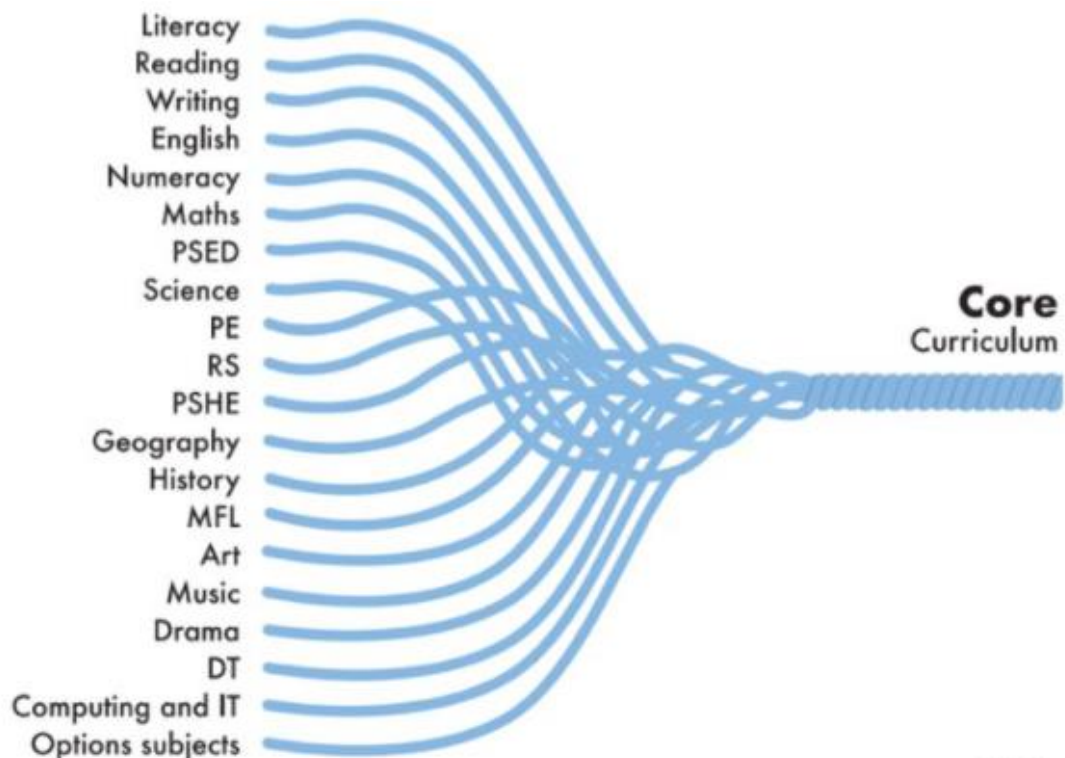 Literacy
Reading
Writing
English
Numeracy
Maths
PSED
Science
PE
RS
PSHE
Geography
History
MFL
Art
Music
Drama
DT
Computing and IT
Options subjects
Core
Curriculum